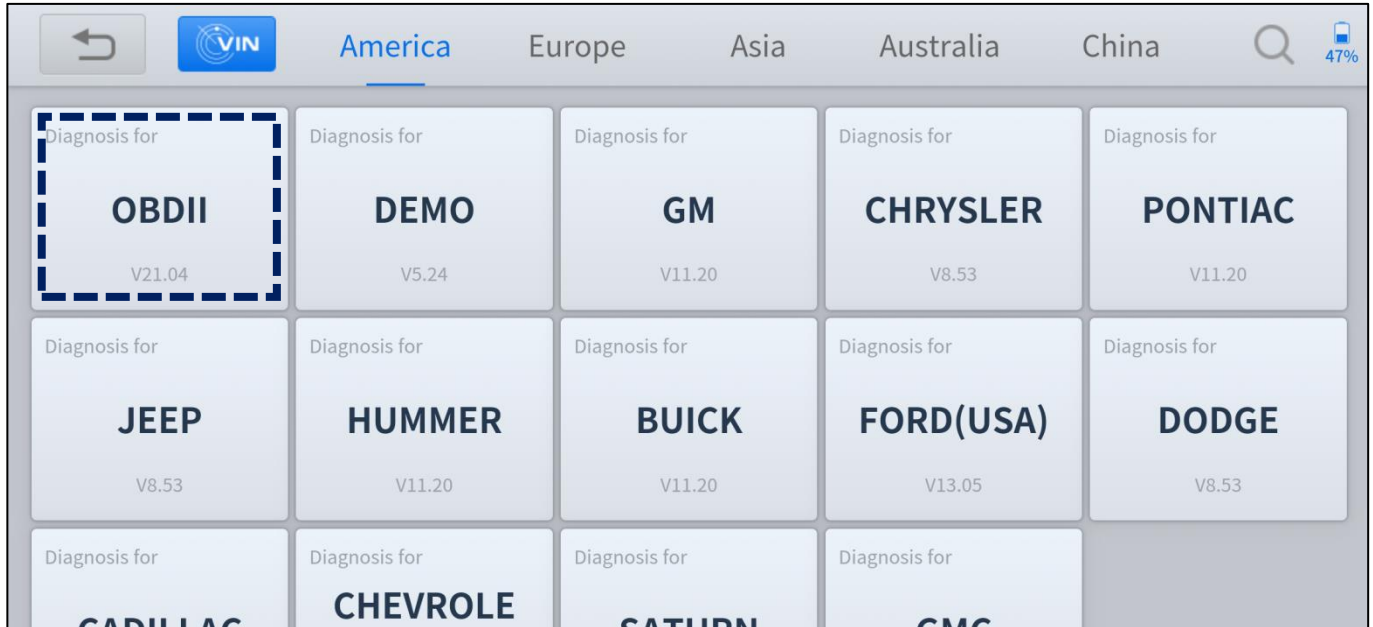 VIN America Europe Asia Australia China 47%
Diagnosis for Diagnosis for Diagnosis for Diagnosis for Diagnosis for
OBDII DEMO GM CHRYSLER PONTIAC
V21.04 V5.24 V11.20 V8.53 V11.20
Diagnosis for Diagnosis for Diagnosis for Diagnosis for Diagnosis for
JEEP HUMMER BUICK FORD(USA) DODGE
V8.53 V11.20 V11.20 V13.05 V8.53
Diagnosis for Diagnosis for Diagnosis for Diagnosis for
CHEVROLE
CADILLAC SATURN GMC